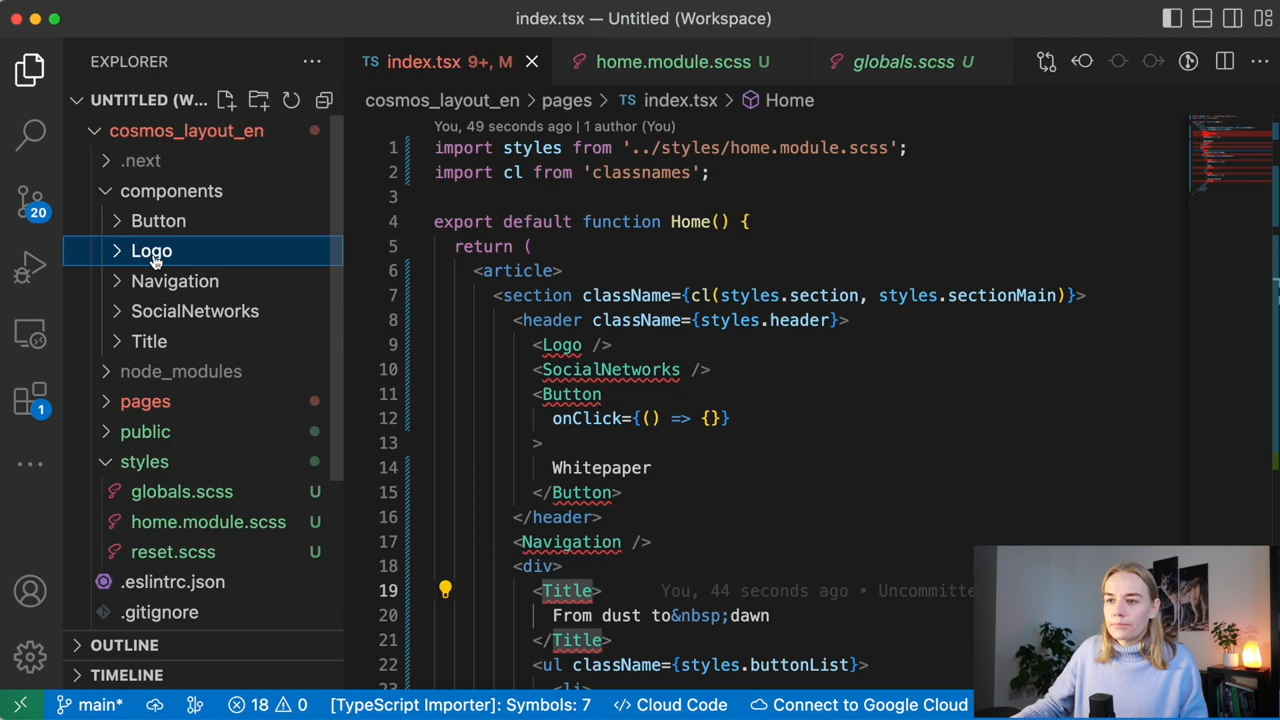 index.tsx — Untitled (Workspace)
EXPLORER
TS index.tsx 9+, M
home.module.scss U
globals.scss U
UNTITLED (W...
cosmos_layout_en > pages > TS index.tsx > Home
cosmos_layout_en
.next
components
Button
Logo
Navigation
SocialNetworks
Title
node_modules
pages
public
styles
globals.scss U
home.module.scss U
reset.scss U
.eslintrc.json
.gitignore
OUTLINE
TIMELINE
20
1
You, 49 seconds ago | 1 author (You)
1 import styles from '../styles/home.module.scss';
2 import cl from 'classnames';
3
4 export default function Home() {
5 return (
6 <article>
7 <section className={cl(styles.section, styles.sectionMain)}>
8 <header className={styles.header}>
9 <Logo />
10 <SocialNetworks />
11 <Button
12 onClick={() => {}}
13 >
14 Whitepaper
15 </Button>
16 </header>
17 <Navigation />
18 <div>
19 <Title> You, 44 seconds ago • Uncommitte
20 From dust to&nbsp;dawn
21 </Title>
22 <ul className={styles.buttonList}>
23 <li>
main* 18 0 [TypeScript Importer]: Symbols: 7 </> Cloud Code Connect to Google Cloud